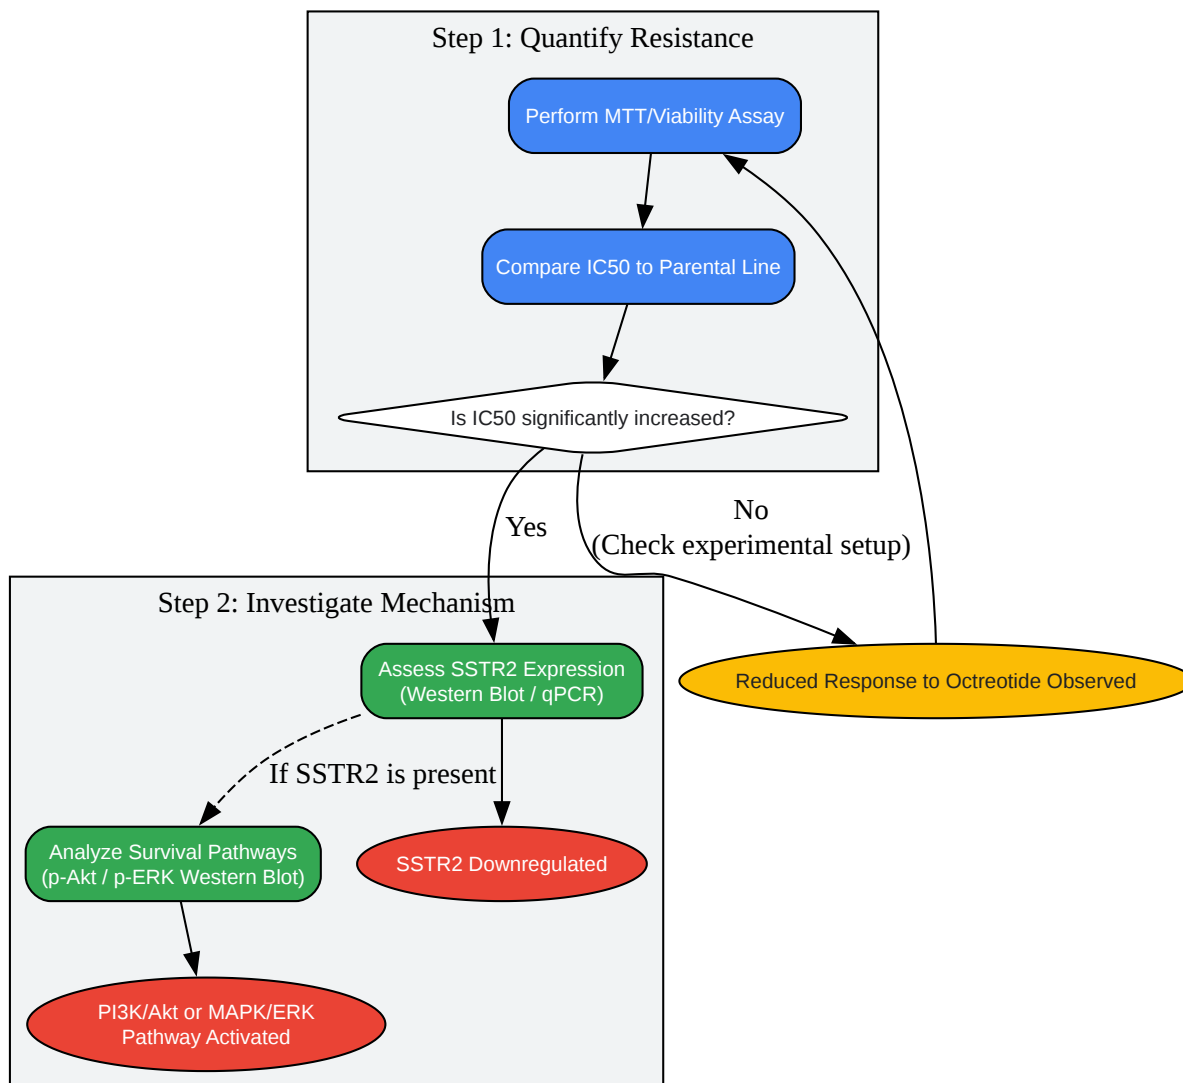 Step 1: Quantify Resistance
Perform MTT/Viability Assay
Compare IC50 to Parental Line
Is IC50 significantly increased?
Yes
No
(Check experimental setup)
Step 2: Investigate Mechanism
Assess SSTR2 Expression
(Western Blot / qPCR)
Reduced Response to Octreotide Observed
If SSTR2 is present
Analyze Survival Pathways
(p-Akt / p-ERK Western Blot)
SSTR2 Downregulated
PI3K/Akt or MAPK/ERK
Pathway Activated